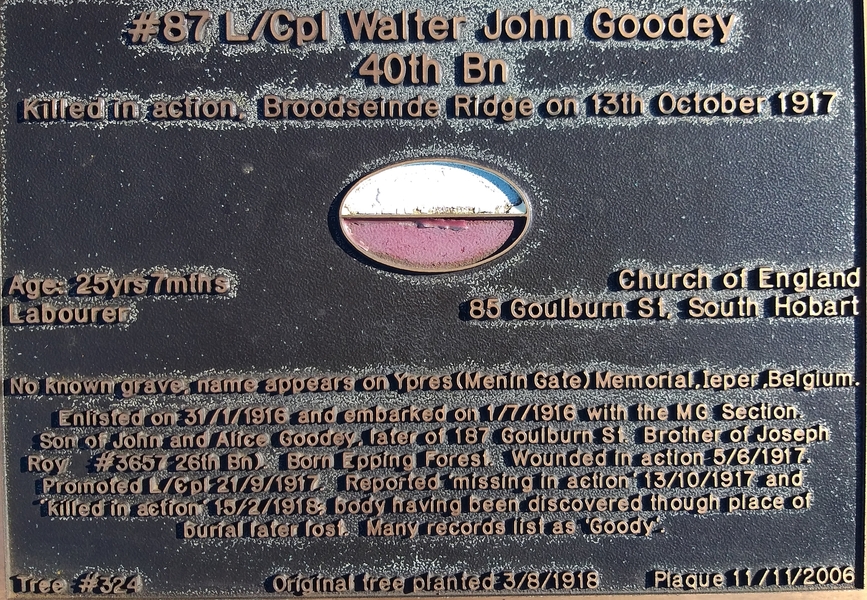 #87 L/Cpl Walter John Goodey
40th Bn
Killed in action, Broodseinde Ridge on 13th October 1917
Age: 25yrs 7mths
Church of England
Labourer
85 Goulburn St, South Hobart
No known grave, name appears on Ypres (Menin Gate) Memorial, Ieper, Belgium.
Enlisted on 31/1/1916 and embarked on 1/7/1916 with the MG Section.
Son of John and Alice Goodey, later of 187 Goulburn St. Brother of Joseph
Roy #3657 26th Bn). Born Epping Forest. Wounded in action 5/6/1917.
Promoted L/Cpl 21/9/1917. Reported 'missing in action' 13/10/1917 and
'killed in action' 15/2/1918, body having been discovered though place of
burial later lost. Many records list as 'Goody'.
Tree #324
Original tree planted 3/8/1918
Plaque 11/11/2006